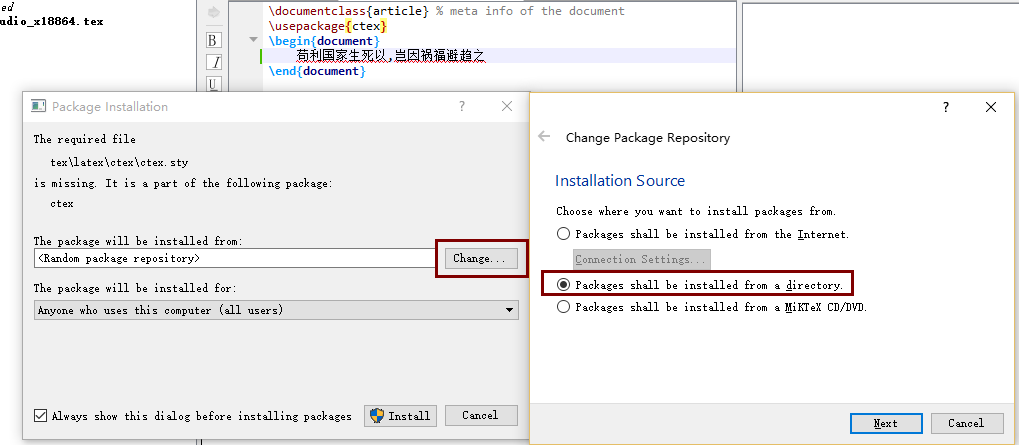 ed
udio_x18864.tex
B
I
U
\documentclass{article} % meta info of the document
\usepackage{ctex}
\begin{document}
苟利国家生死以,岂因祸福避趋之
\end{document}
Package Installation
?
The required file
tex\latex\ctex\ctex.sty
is missing. It is a part of the following package:
ctex
The package will be installed from:
<Random package repository>
Change...
The package will be installed for:
Anyone who uses this computer (all users)
Always show this dialog before installing packages
Install
Cancel
?
Change Package Repository
Installation Source
Choose where you want to install packages from.
Packages shall be installed from the Internet.
Connection Settings...
Packages shall be installed from a directory.
Packages shall be installed from a MiKTeX CD/DVD.
Next
Cancel